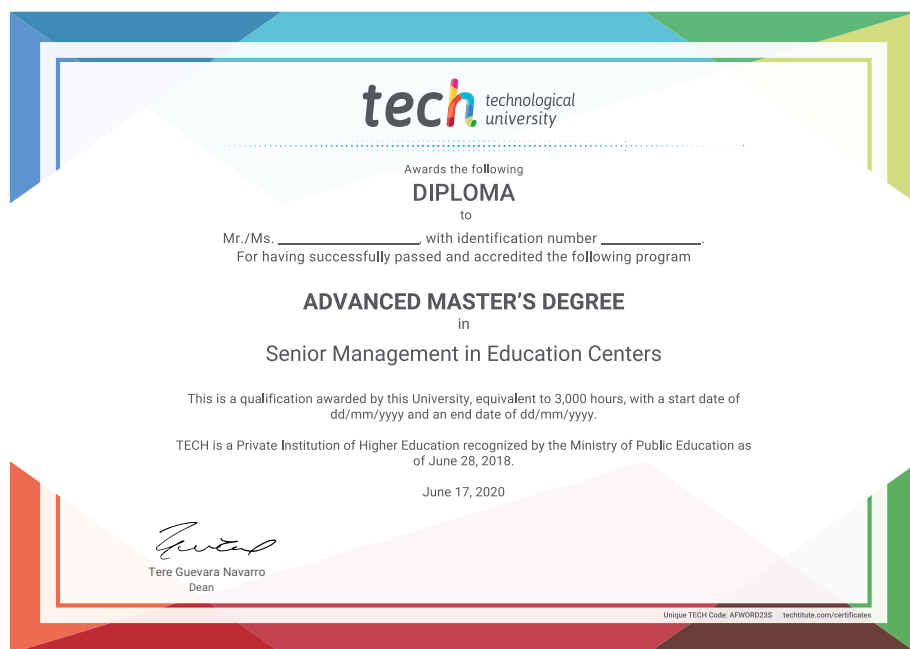 tech technological
university
Awards the following
DIPLOMA
to
Mr./Ms. ____________________, with identification number ______________.
For having successfully passed and accredited the following program
ADVANCED MASTER'S DEGREE
in
Senior Management in Education Centers
This is a qualification awarded by this University, equivalent to 3,000 hours, with a start date of
dd/mm/yyyy and an end date of dd/mm/yyyy.
TECH is a Private Institution of Higher Education recognized by the Ministry of Public Education as
of June 28, 2018.
June 17, 2020
Tere Guevara Navarro
Dean
Unique TECH Code: AFWORD23S techtitute.com/certificates